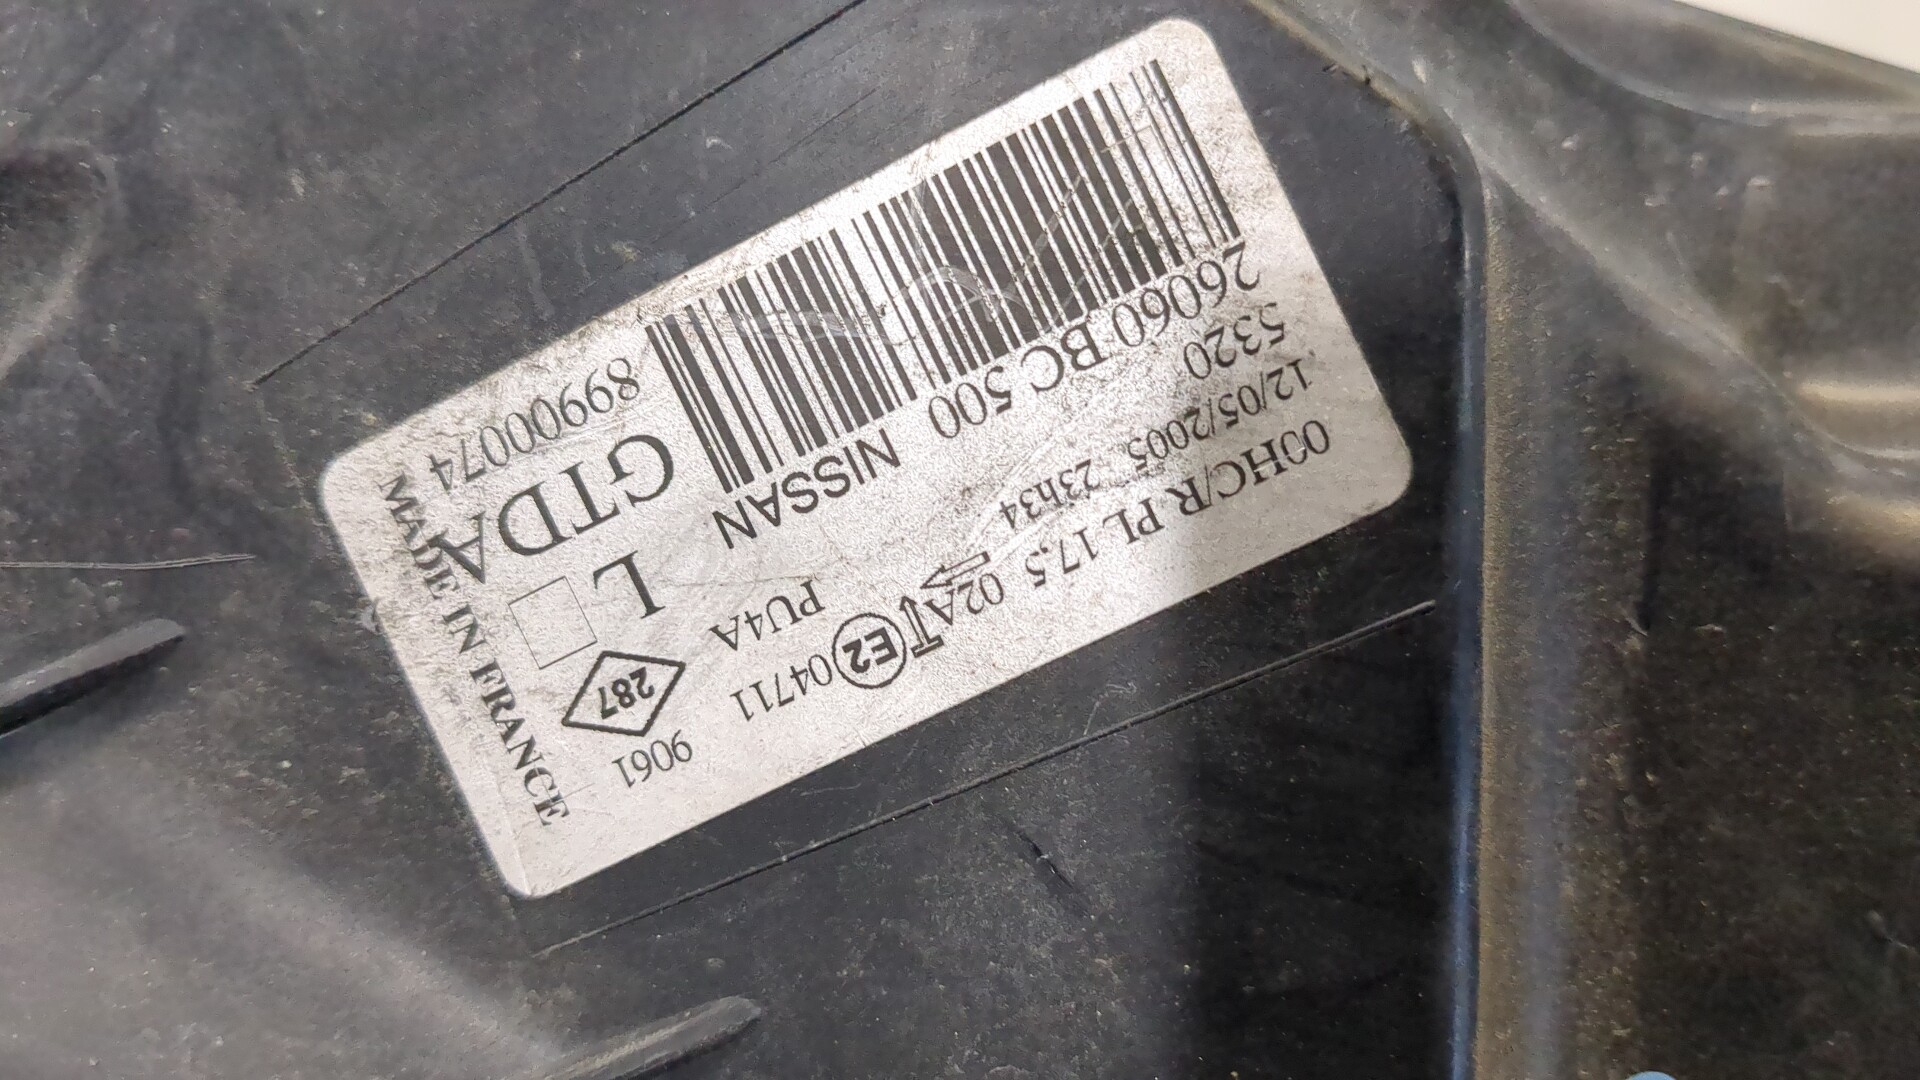 26060 BC 500
5320
12/05/2005 23h34
00HC/R PL 17.5 02A
E2
04711
NISSAN
PU4A
89900074
GTDA
L
287
9061
MADE IN FRANCE